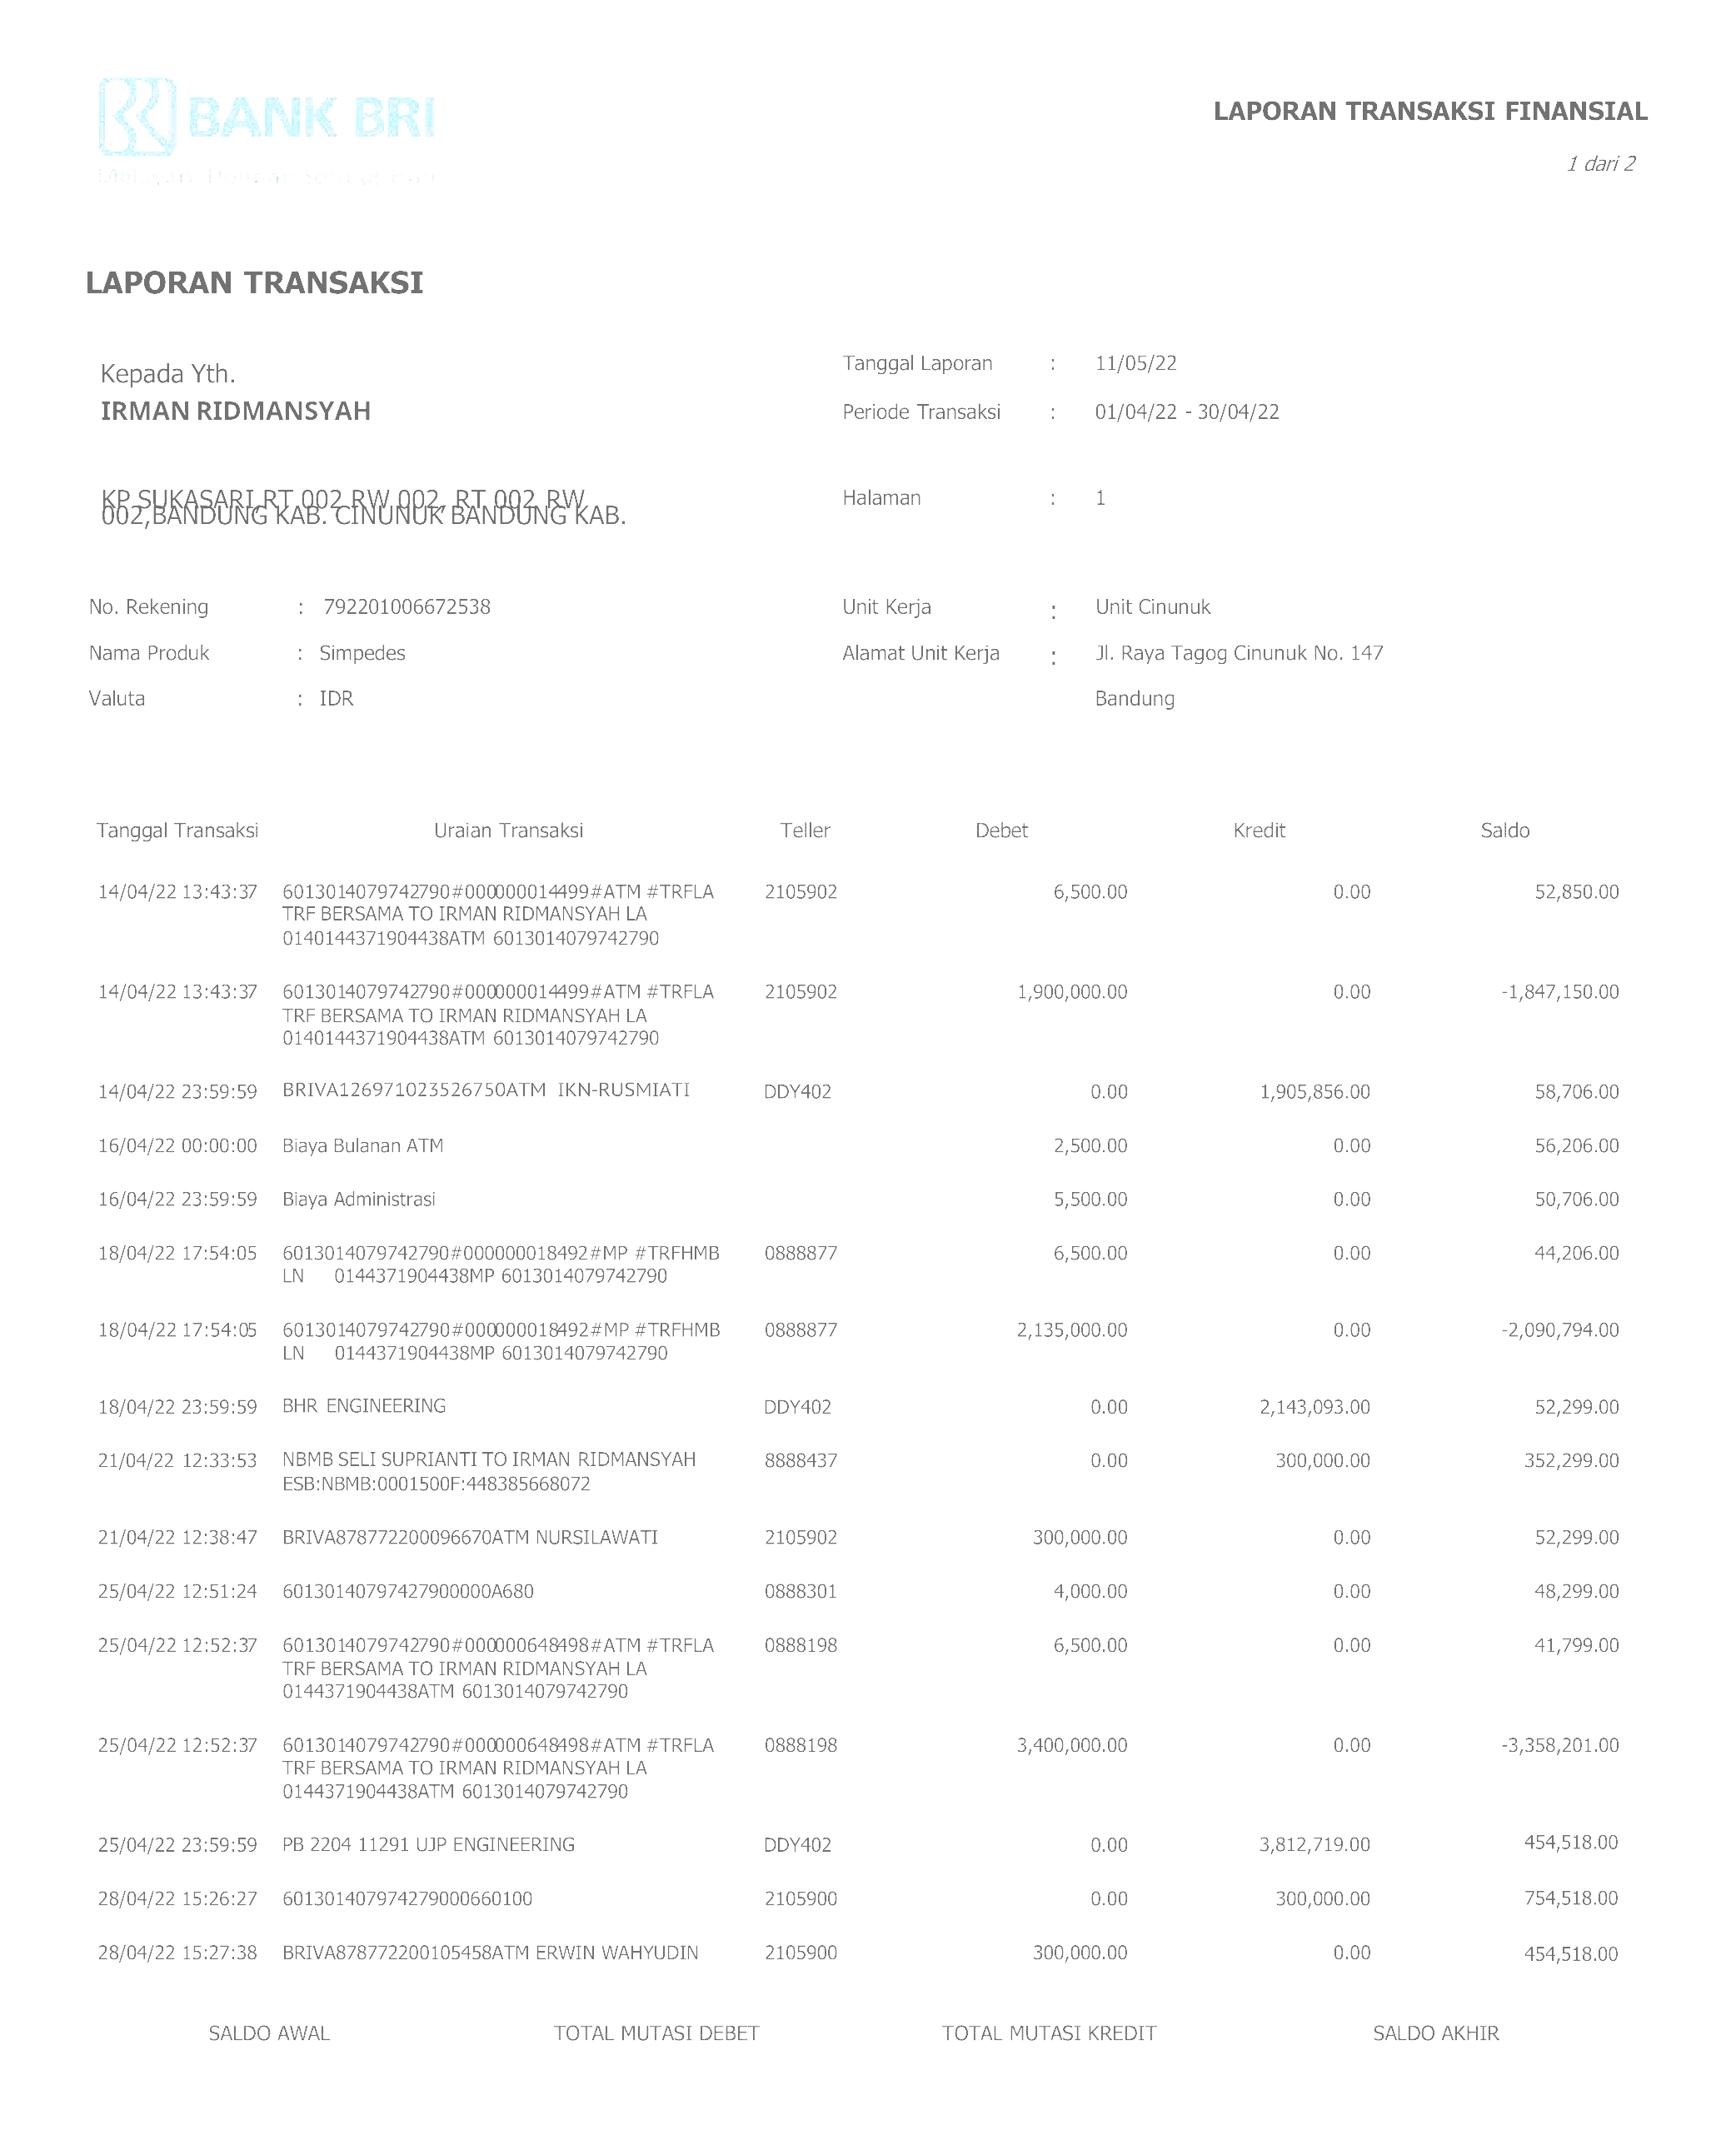 BANK BRI
LAPORAN TRANSAKSI FINANSIAL
1 dari 2
LAPORAN TRANSAKSI
Kepada Yth.
IRMAN RIDMANSYAH
Tanggal Laporan : 11/05/22
Periode Transaksi : 01/04/22 - 30/04/22
KP SUKASARI,RT 002 RW 002, RT 002 RW
002,BANDUNG KAB. CINUNUK BANDUNG KAB.
Halaman : 1
No. Rekening : 792201006672538 Unit Kerja : Unit Cinunuk
Nama Produk : Simpedes Alamat Unit Kerja : Jl. Raya Tagog Cinunuk No. 147
Valuta : IDR Bandung
Tanggal Transaksi Uraian Transaksi Teller Debet Kredit Saldo
14/04/22 13:43:37 6013014079742790#000000014499#ATM #TRFLA 2105902 6,500.00 0.00 52,850.00
TRF BERSAMA TO IRMAN RIDMANSYAH LA
0140144371904438ATM 6013014079742790
14/04/22 13:43:37 6013014079742790#000000014499#ATM #TRFLA 2105902 1,900,000.00 0.00 -1,847,150.00
TRF BERSAMA TO IRMAN RIDMANSYAH LA
0140144371904438ATM 6013014079742790
14/04/22 23:59:59 BRIVA126971023526750ATM IKN-RUSMIATI DDY402 0.00 1,905,856.00 58,706.00
16/04/22 00:00:00 Biaya Bulanan ATM 2,500.00 0.00 56,206.00
16/04/22 23:59:59 Biaya Administrasi 5,500.00 0.00 50,706.00
18/04/22 17:54:05 6013014079742790#000000018492#MP #TRFHMB 0888877 6,500.00 0.00 44,206.00
LN 0144371904438MP 6013014079742790
18/04/22 17:54:05 6013014079742790#000000018492#MP #TRFHMB 0888877 2,135,000.00 0.00 -2,090,794.00
LN 0144371904438MP 6013014079742790
18/04/22 23:59:59 BHR ENGINEERING DDY402 0.00 2,143,093.00 52,299.00
21/04/22 12:33:53 NBMB SELI SUPRIANTI TO IRMAN RIDMANSYAH 8888437 0.00 300,000.00 352,299.00
ESB:NBMB:0001500F:448385668072
21/04/22 12:38:47 BRIVA878772200096670ATM NURSILAWATI 2105902 300,000.00 0.00 52,299.00
25/04/22 12:51:24 60130140797427900000A680 0888301 4,000.00 0.00 48,299.00
25/04/22 12:52:37 6013014079742790#000000648498#ATM #TRFLA 0888198 6,500.00 0.00 41,799.00
TRF BERSAMA TO IRMAN RIDMANSYAH LA
0144371904438ATM 6013014079742790
25/04/22 12:52:37 6013014079742790#000000648498#ATM #TRFLA 0888198 3,400,000.00 0.00 -3,358,201.00
TRF BERSAMA TO IRMAN RIDMANSYAH LA
0144371904438ATM 6013014079742790
25/04/22 23:59:59 PB 2204 11291 UJP ENGINEERING DDY402 0.00 3,812,719.00 454,518.00
28/04/22 15:26:27 601301407974279000660100 2105900 0.00 300,000.00 754,518.00
28/04/22 15:27:38 BRIVA878772200105458ATM ERWIN WAHYUDIN 2105900 300,000.00 0.00 454,518.00
SALDO AWAL TOTAL MUTASI DEBET TOTAL MUTASI KREDIT SALDO AKHIR